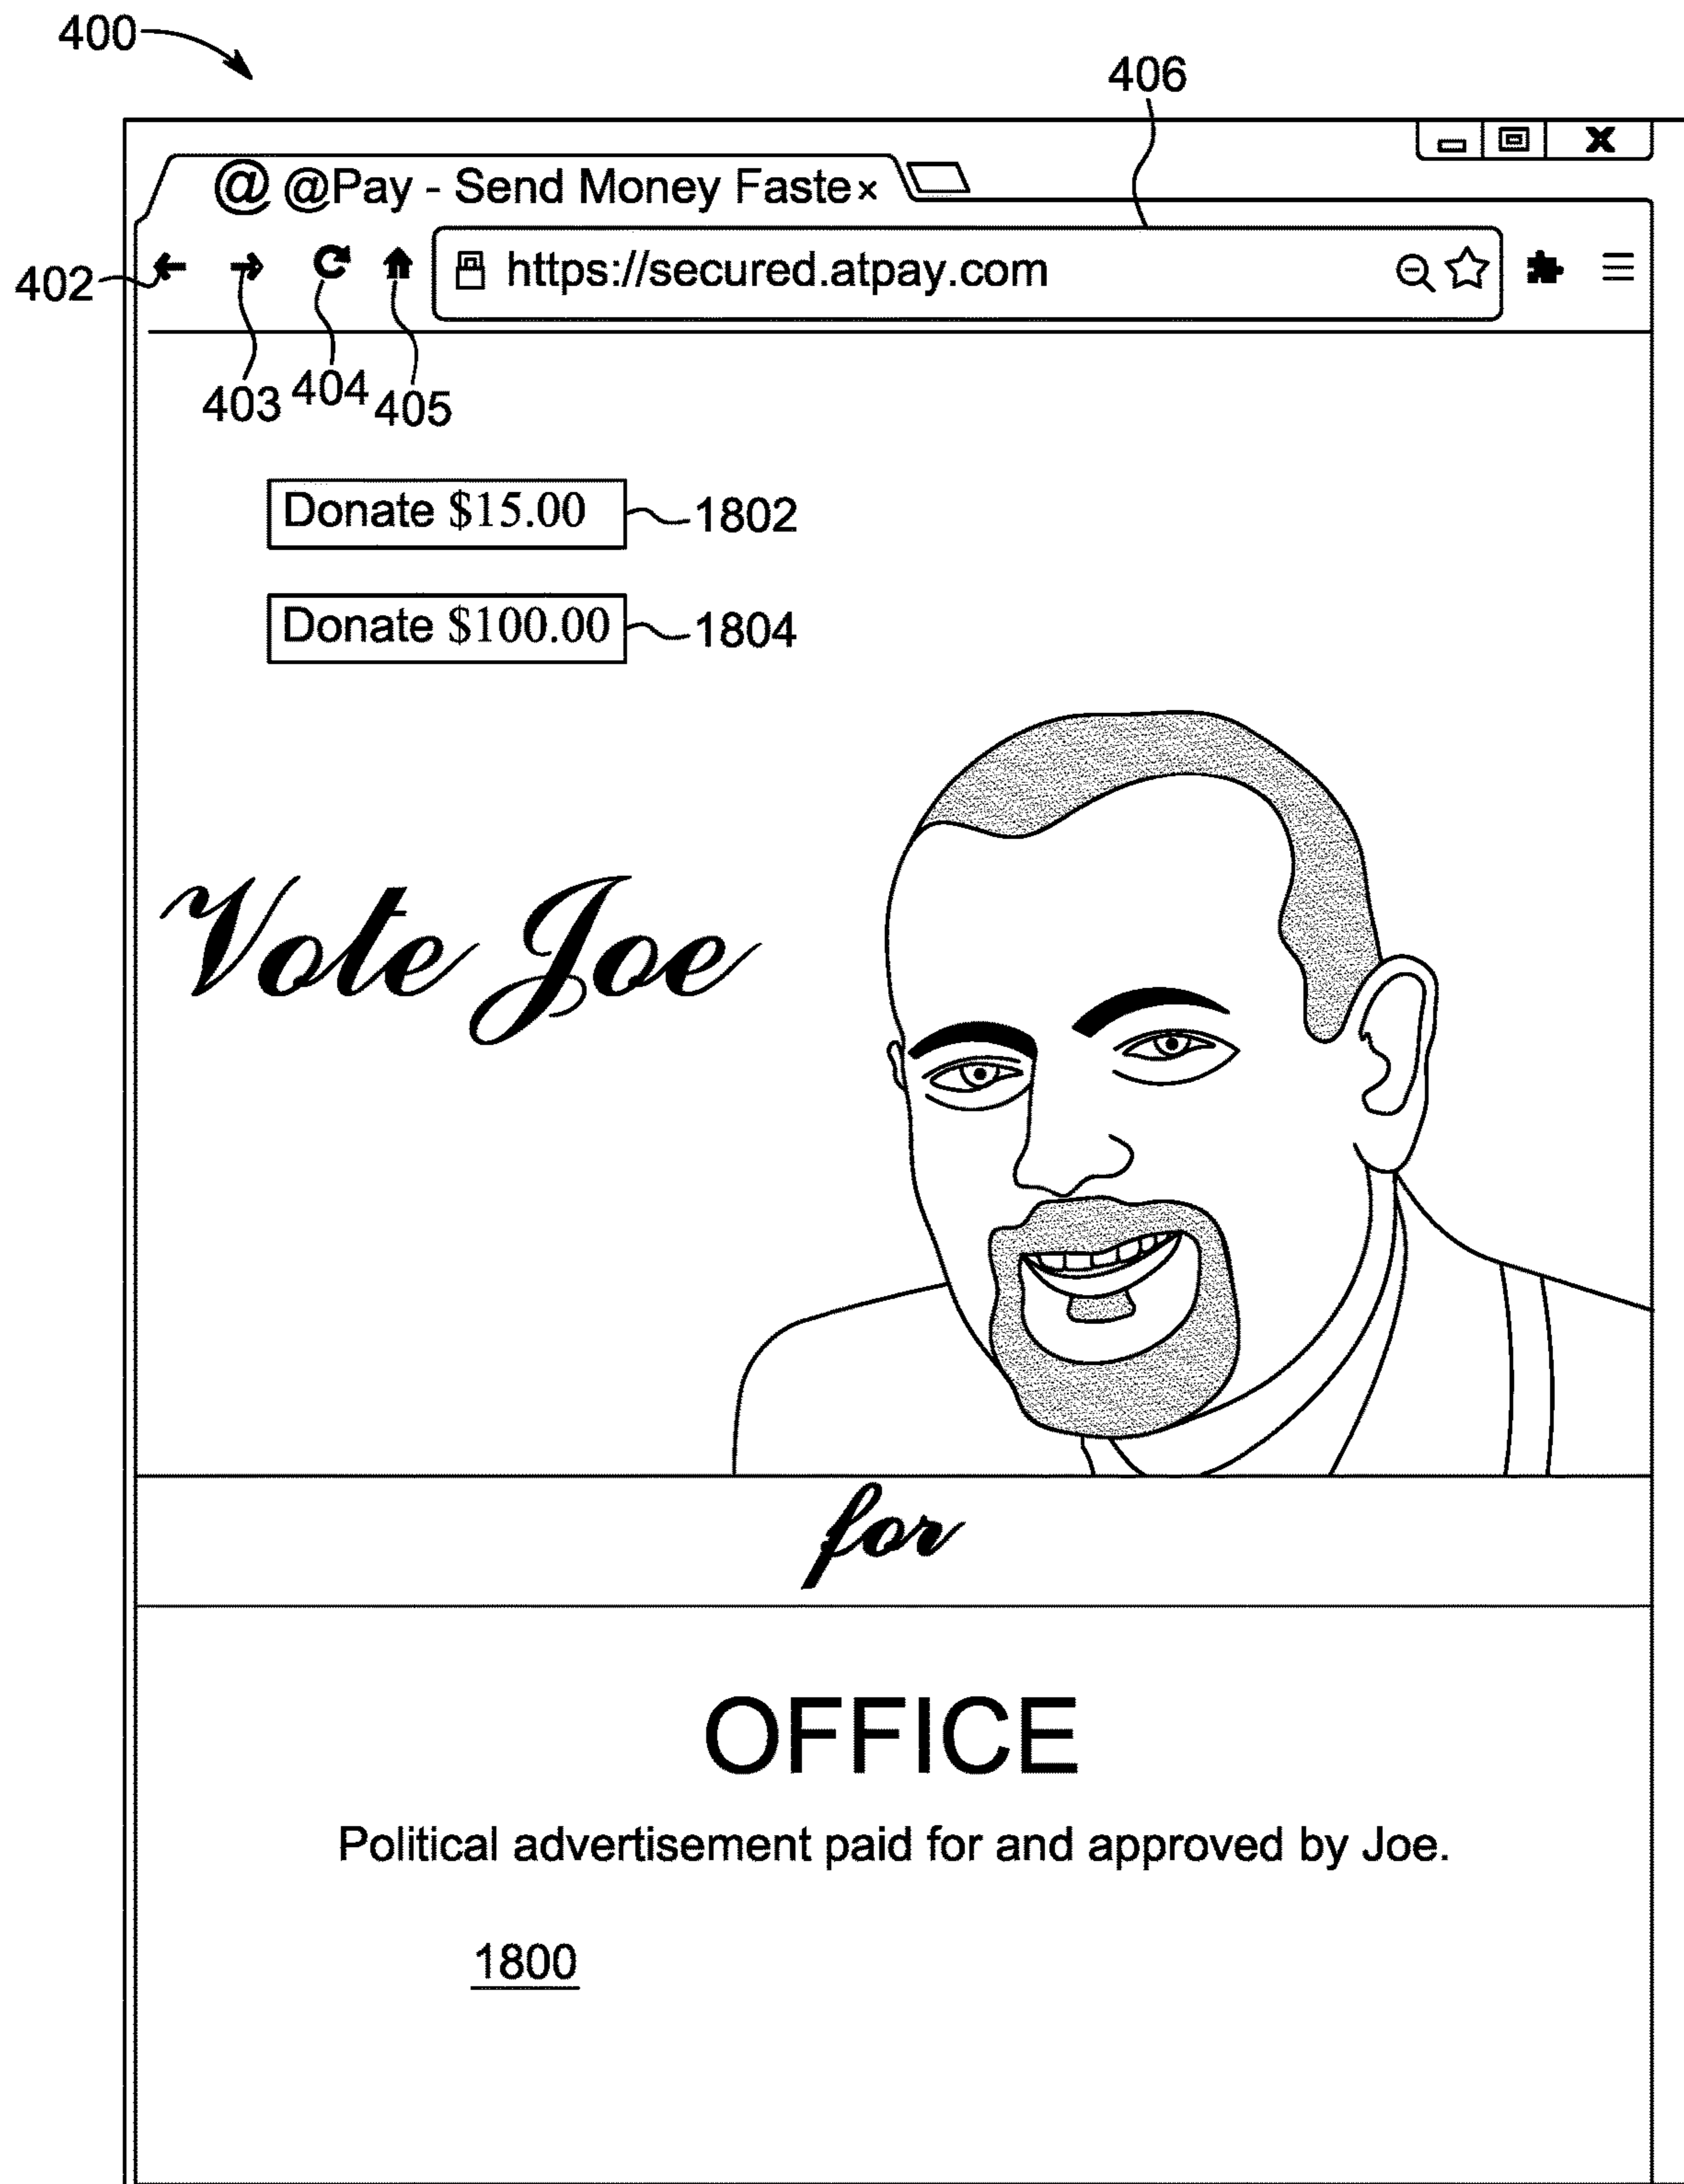 400
406
@ @Pay - Send Money Faste x
402
https://secured.atpay.com
403 404 405
Donate $15.00 1802
Donate $100.00 1804
Vote Joe
for
OFFICE
Political advertisement paid for and approved by Joe.
1800